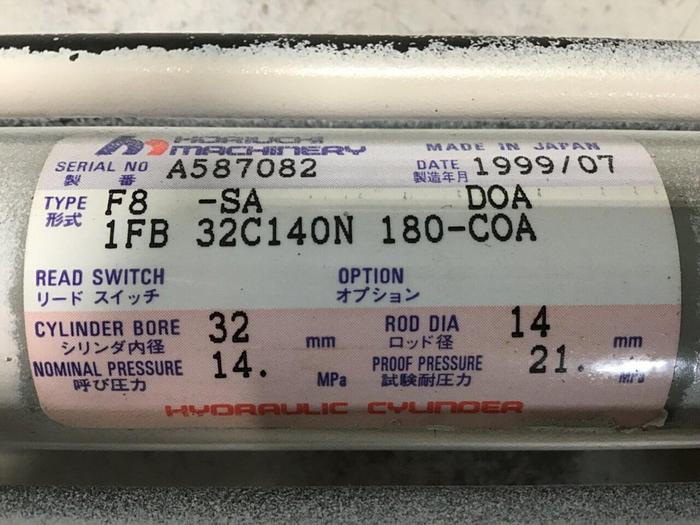 HORIUCHI
MACHINERY
MADE IN JAPAN
SERIAL NO A587082 DATE 1999/07
製 番 製造年月
TYPE F8 -SA DOA
形式 1FB 32C140N 180-COA
READ SWITCH OPTION
リード スイッチ オプション
CYLINDER BORE 32 mm ROD DIA 14 mm
シリンダ内径 ロッド径
NOMINAL PRESSURE 14. MPa PROOF PRESSURE 21. MPa
呼び圧力 試験耐圧力
HYDRAULIC CYLINDER